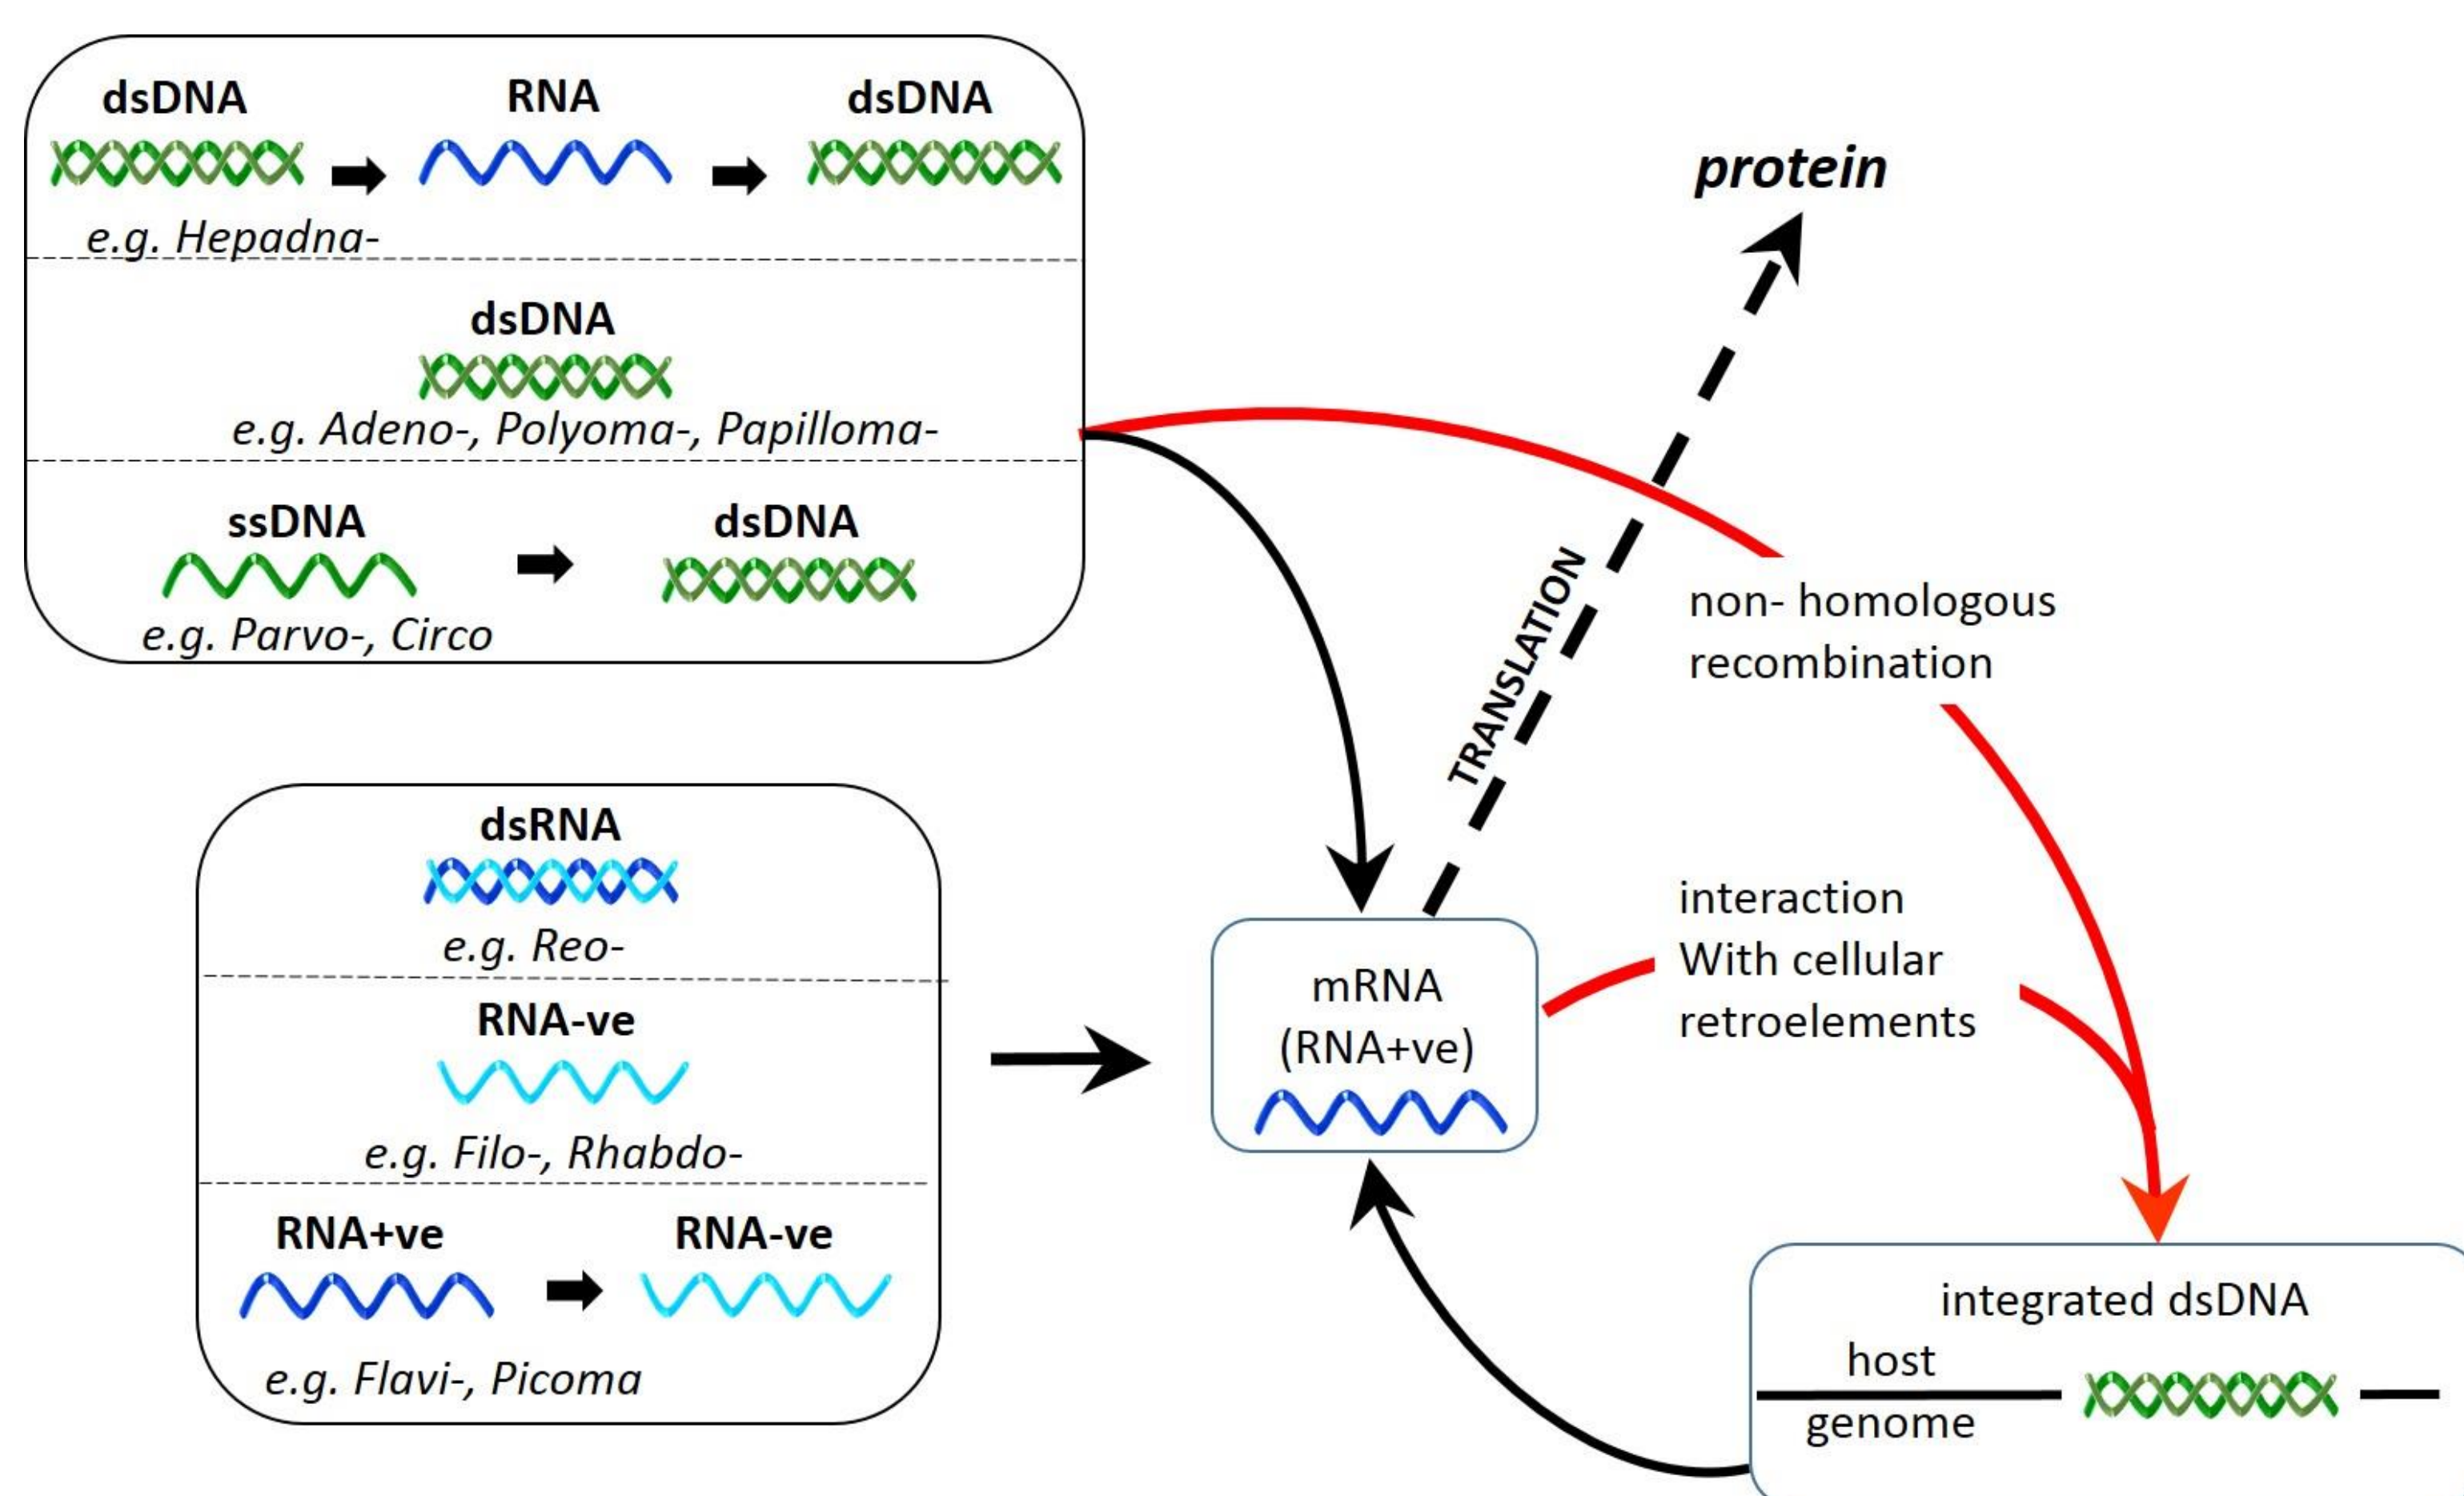 dsDNA
RNA
dsDNA
e.g. Hepadna-
dsDNA
e.g. Adeno-, Polyoma-, Papilloma-
ssDNA
dsDNA
e.g. Parvo-, Circo
protein
TRANSLATION
non- homologous
recombination
dsRNA
e.g. Reo-
RNA-ve
e.g. Filo-, Rhabdo-
RNA+ve
RNA-ve
e.g. Flavi-, Picoma
mRNA
(RNA+ve)
interaction
With cellular
retroelements
integrated dsDNA
host
genome